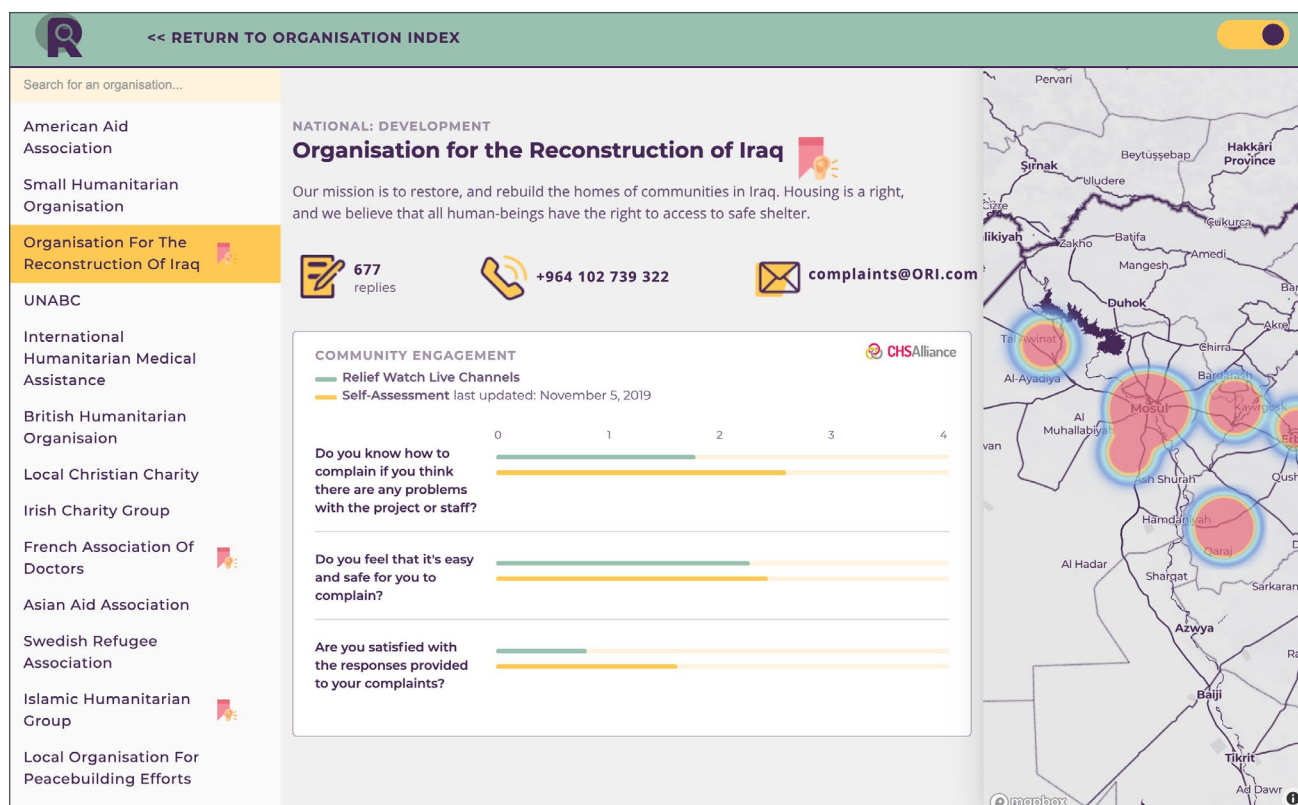 R
<< RETURN TO ORGANISATION INDEX
Search for an organisation...
American Aid
Association
Small Humanitarian
Organisation
Organisation For The
Reconstruction Of Iraq
UNABC
International
Humanitarian Medical
Assistance
British Humanitarian
Organisaion
Local Christian Charity
Irish Charity Group
French Association Of
Doctors
Asian Aid Association
Swedish Refugee
Association
Islamic Humanitarian
Group
Local Organisation For
Peacebuilding Efforts
NATIONAL: DEVELOPMENT
Organisation for the Reconstruction of Iraq
Our mission is to restore, and rebuild the homes of communities in Iraq. Housing is a right,
and we believe that all human-beings have the right to access to safe shelter.
677
replies
+964 102 739 322
complaints@ORI.com
COMMUNITY ENGAGEMENT
CHSAlliance
Relief Watch Live Channels
Self-Assessment last updated: November 5, 2019
0 1 2 3 4
Do you know how to
complain if you think
there are any problems
with the project or staff?
Do you feel that it's easy
and safe for you to
complain?
Are you satisfied with
the responses provided
to your complaints?
Pervari
Beytüşşebap
Hakkâri
Province
Şırnak
Uludere
Cizre
Çukurca
likiyah
Zakho
Batifa
Amedi
Mangesh
Bar
Duhok
Akre
Tal Awinat
Chirra
Al-Ayadiya
Bardarash
Mosul
Kawrgosk
Al
Muhallabiyah
Erb
van
Ash Shurah
Qush
Hamdaniyah
Qaraj
D
Al Hadar
Sharqat
Sarkaran
Azwya
Ra
Baiji
Tikrit
Ad Dawr
mapbox